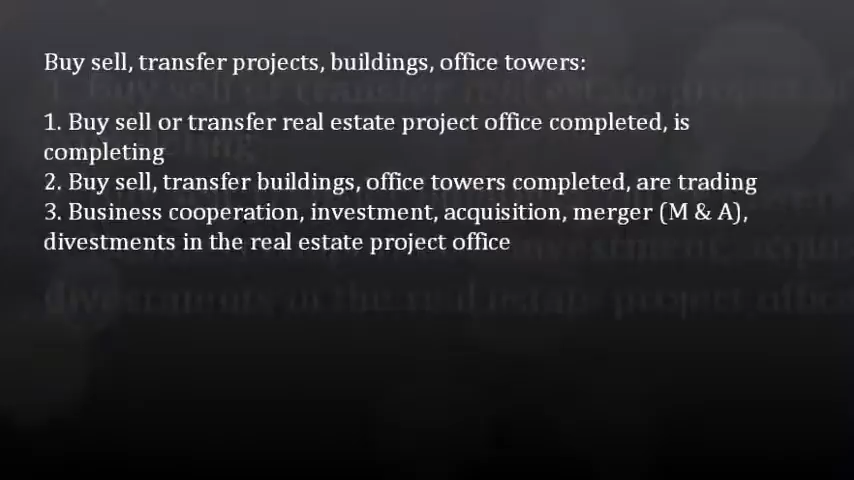 Buy sell, transfer projects, buildings, office towers:
1. Buy sell or transfer real estate project office completed, is
completing
2. Buy sell, transfer buildings, office towers completed, are trading
3. Business cooperation, investment, acquisition, merger (M & A),
divestments in the real estate project office